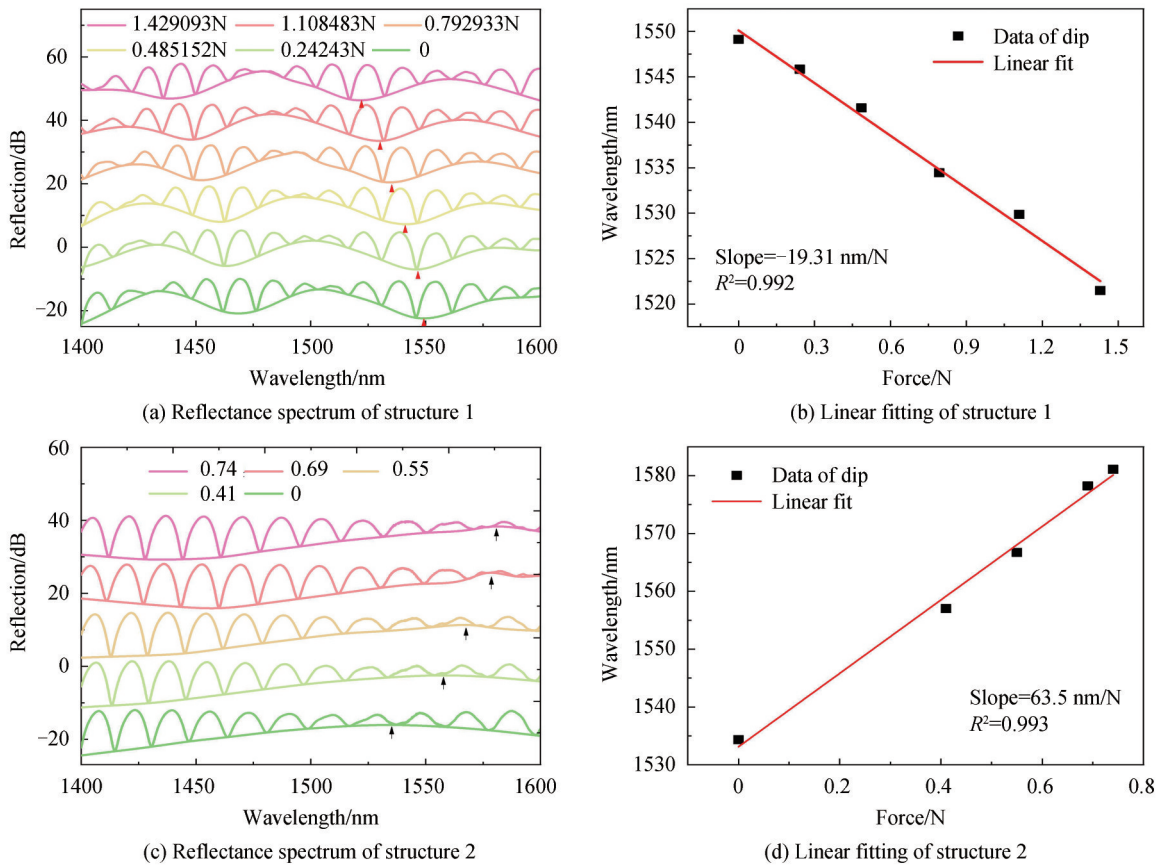 1.429093N 1.108483N 0.792933N
0.485152N 0.24243N 0
80
60
40
20
0
−20
Reflection/dB
1400 1450 1500 1550 1600
Wavelength/nm
(a) Reflectance spectrum of structure 1
1550
1545
1540
1530
1520
Wavelength/nm
Data of dip
Linear fit
Slope=−19.31 nm/N
R²=0.992
0 0.3 0.6 0.9 1.2 1.5
Force/N
(b) Linear fitting of structure 1
60
40
20
0
−20
Reflection/dB
0.74 0.69 0.55
0.41 0
1400 1450 1500 1550 1600
Wavelength/nm
(c) Reflectance spectrum of structure 2
1580
1570
1560
1540
1530
Wavelength/nm
Data of dip
Linear fit
Slope=63.5 nm/N
R²=0.993
0 0.2 0.4 0.6 0.8
Force/N
(d) Linear fitting of structure 2